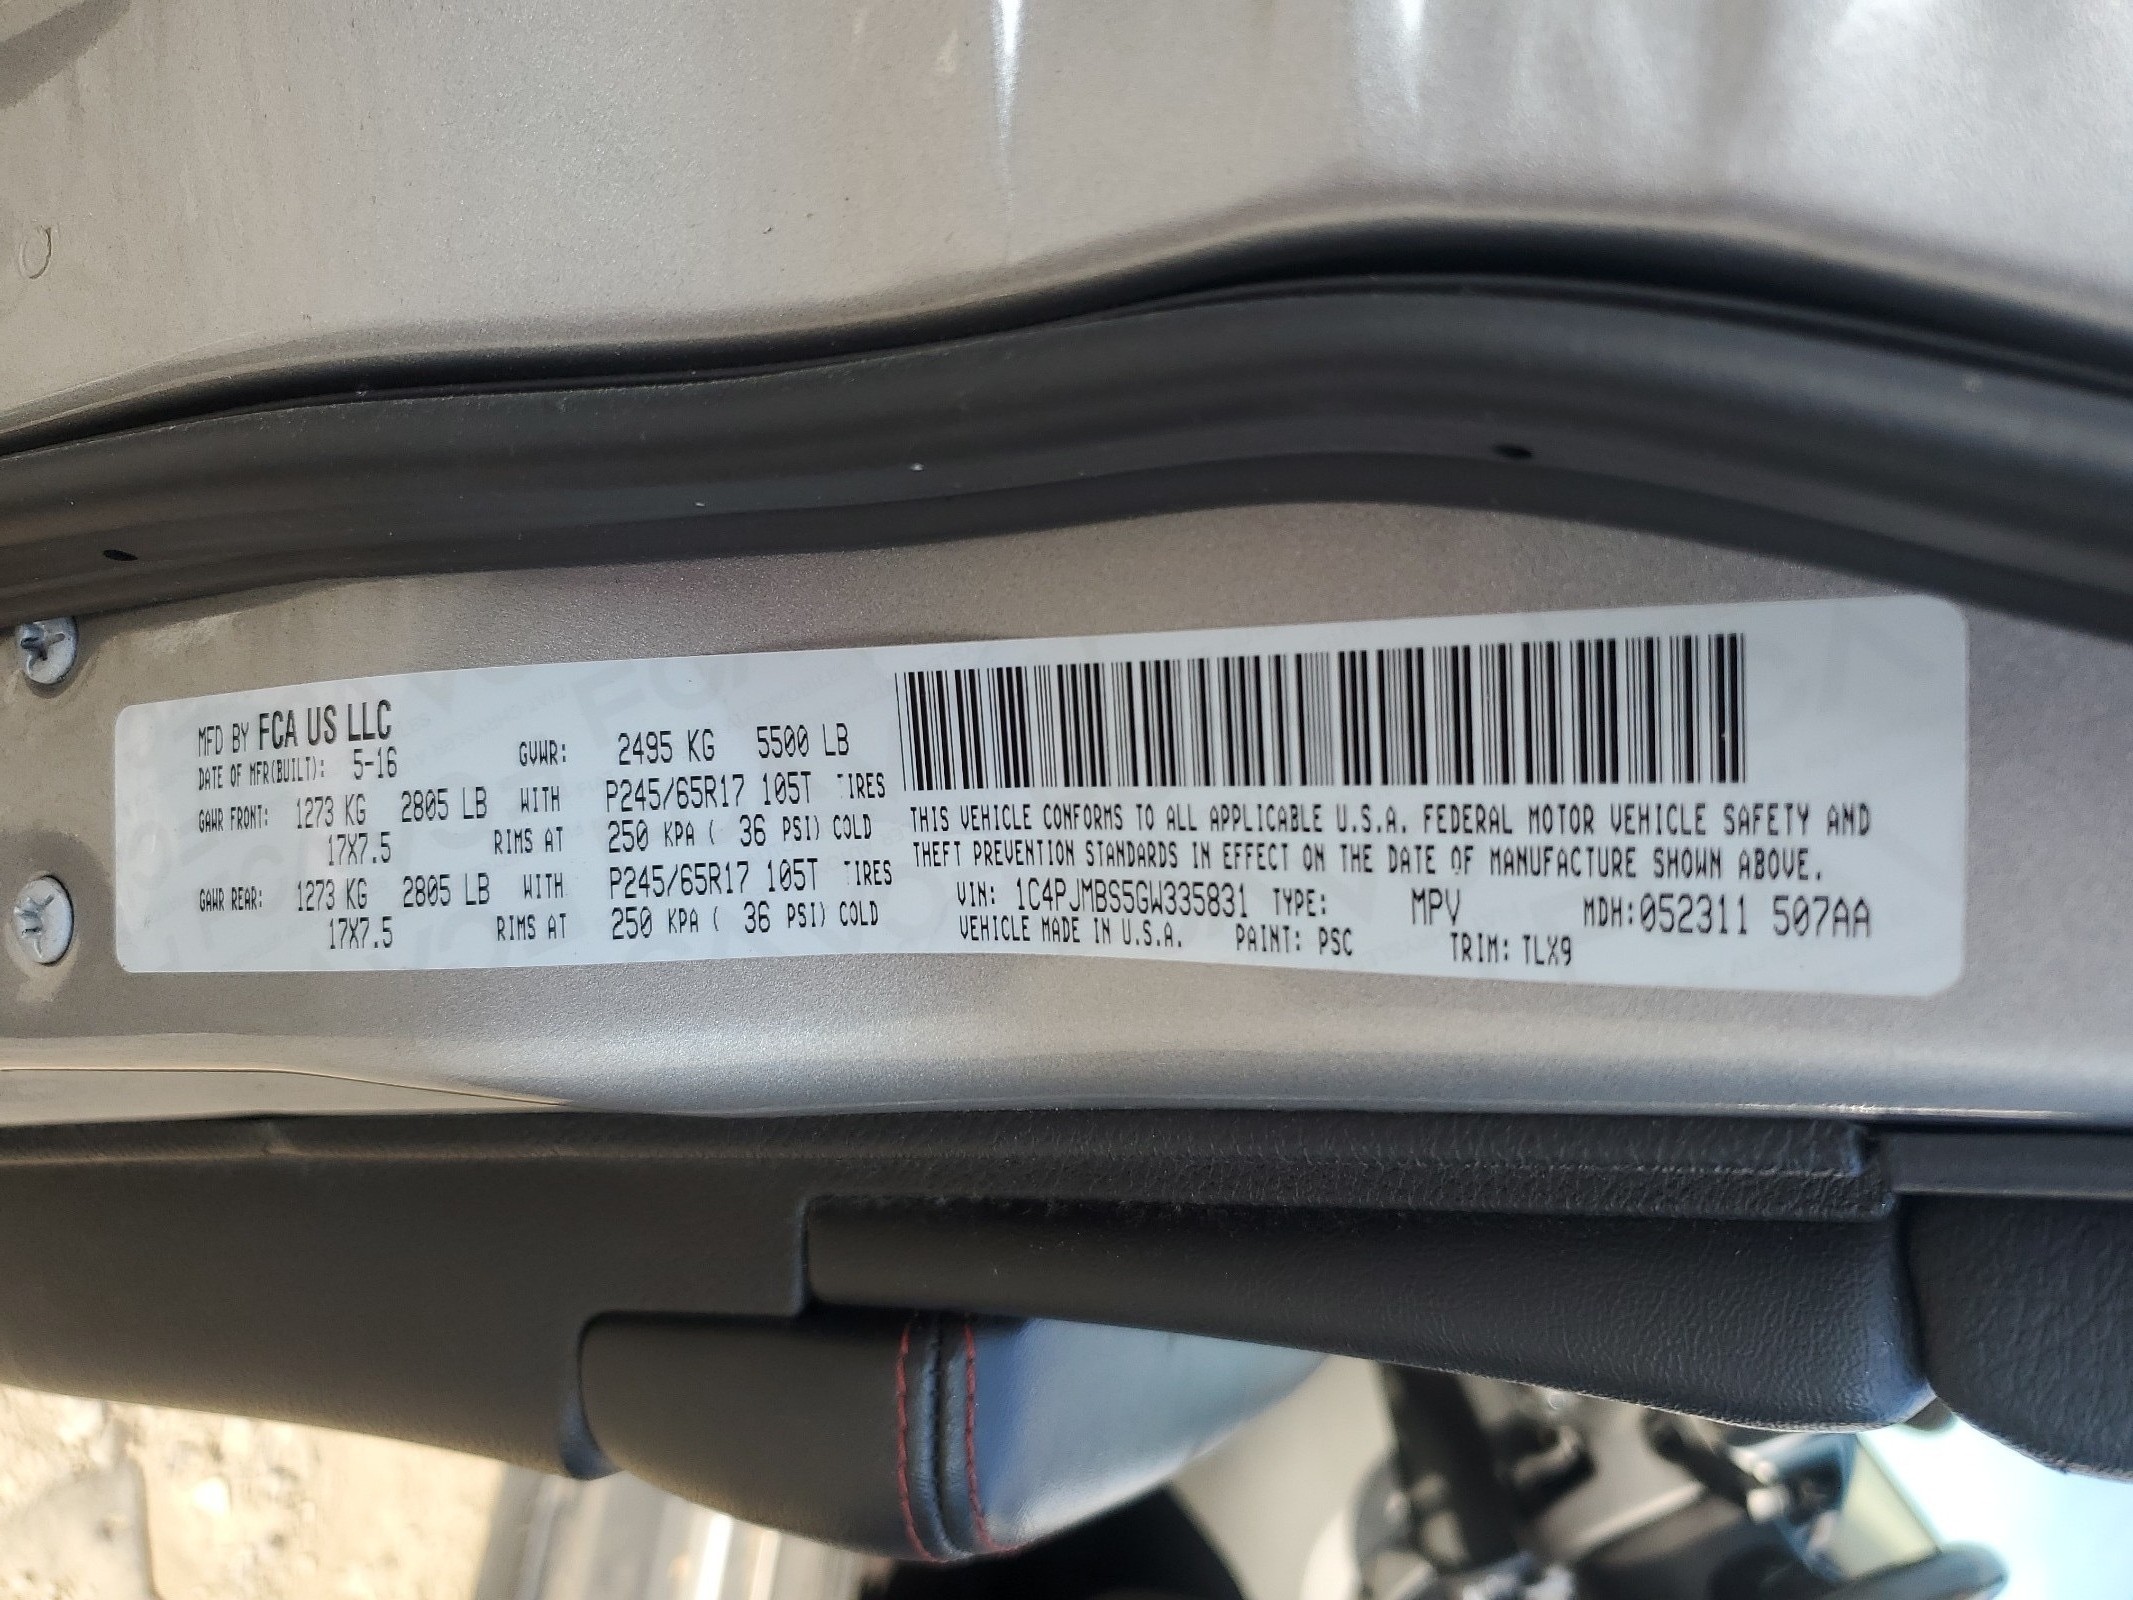 MFD BY FCA US LLC
DATE OF MFR(BUILT): 5-16 GVWR: 2495 KG 5500 LB
GAWR FRONT: 1273 KG 2805 LB WITH P245/65R17 105T TIRES
17X7.5 RIMS AT 250 KPA ( 36 PSI) COLD
GAWR REAR: 1273 KG 2805 LB WITH P245/65R17 105T TIRES
17X7.5 RIMS AT 250 KPA ( 36 PSI) COLD
THIS VEHICLE CONFORMS TO ALL APPLICABLE U.S.A. FEDERAL MOTOR VEHICLE SAFETY AND
THEFT PREVENTION STANDARDS IN EFFECT ON THE DATE OF MANUFACTURE SHOWN ABOVE.
VIN: 1C4PJMBS5GW335831 TYPE: MPV MDH:052311 507AA
VEHICLE MADE IN U.S.A. PAINT: PSC TRIM: TLX9